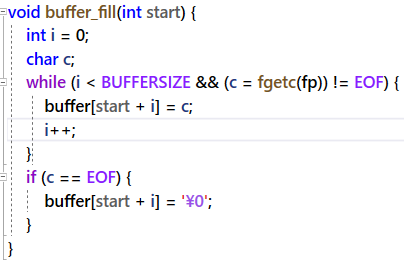 void buffer_fill(int start) {
int i = 0;
char c;
while (i < BUFFERSIZE && (c = fgetc(fp)) != EOF) {
buffer[start + i] = c;
i++;
}
if (c == EOF) {
buffer[start + i] = '¥0';
}
}